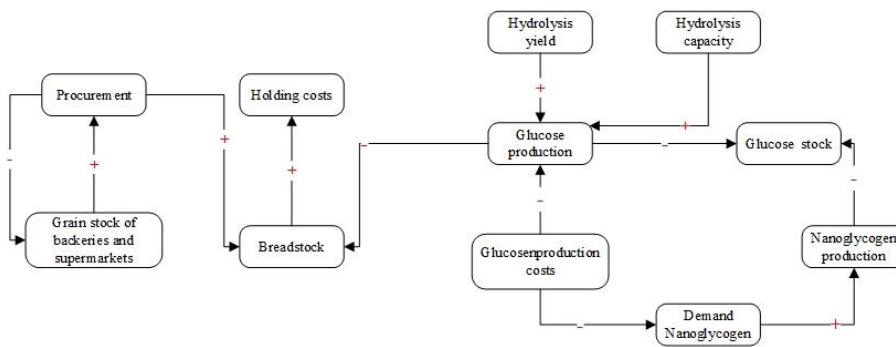 Hydrolysis
yield
Hydrolysis
capacity
Procurement
Holding costs
+
+
-
+
+
+
Glucose
production
-
-
Glucose stock
-
-
Grain stock of
backeries and
supermarkets
Breadstock
Glucosenproduction
costs
Nanoglycogen
production
-
Demand
Nanoglycogen
+